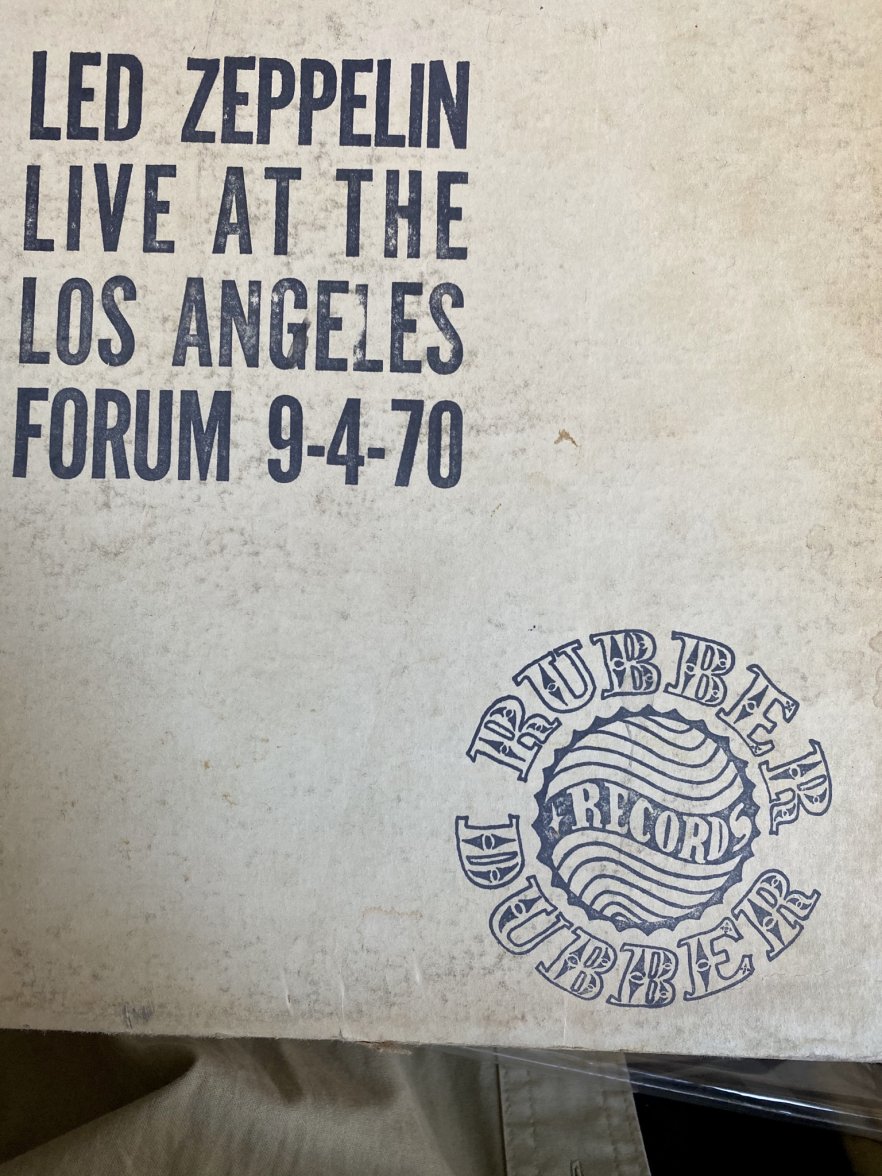 LED ZEPPELIN
LIVE AT THE
LOS ANGELES
FORUM 9-4-70
RUBBER
RECORDS
DUBBER